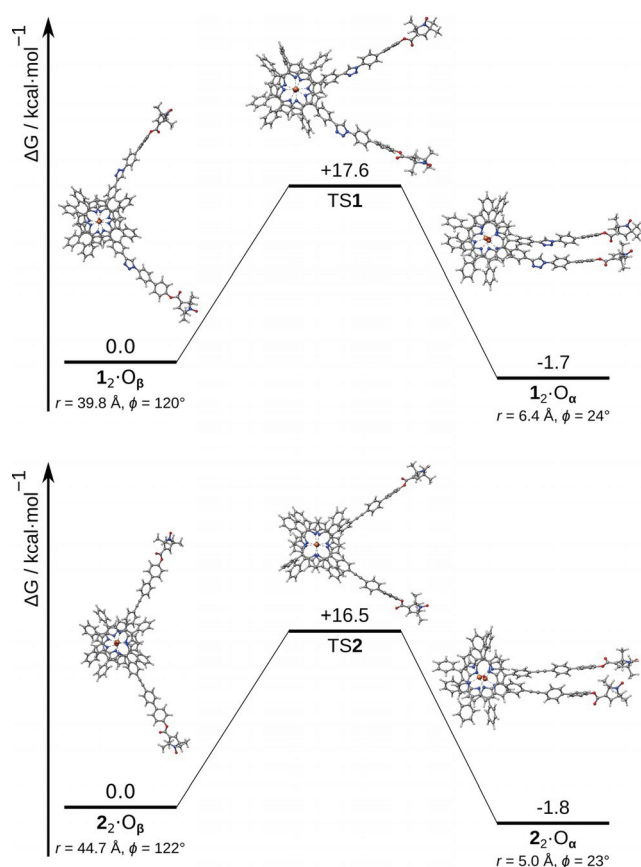 ΔG / kcal·mol⁻¹
+17.6
TS1
0.0
1₂·Oβ
r = 39.8 Å, ϕ = 120°
-1.7
1₂·Oα
r = 6.4 Å, ϕ = 24°
ΔG / kcal·mol⁻¹
+16.5
TS2
0.0
2₂·Oβ
r = 44.7 Å, ϕ = 122°
-1.8
2₂·Oα
r = 5.0 Å, ϕ = 23°